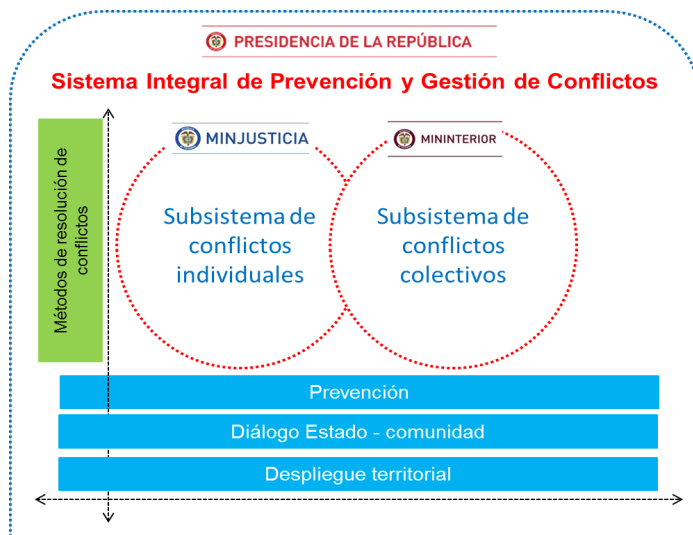 PRESIDENCIA DE LA REPÚBLICA
Sistema Integral de Prevención y Gestión de Conflictos
Métodos de resolución de
conflictos
MINJUSTICIA
MININTERIOR
Subsistema de
conflictos
individuales
Subsistema de
conflictos
colectivos
Prevención
Diálogo Estado - comunidad
Despliegue territorial